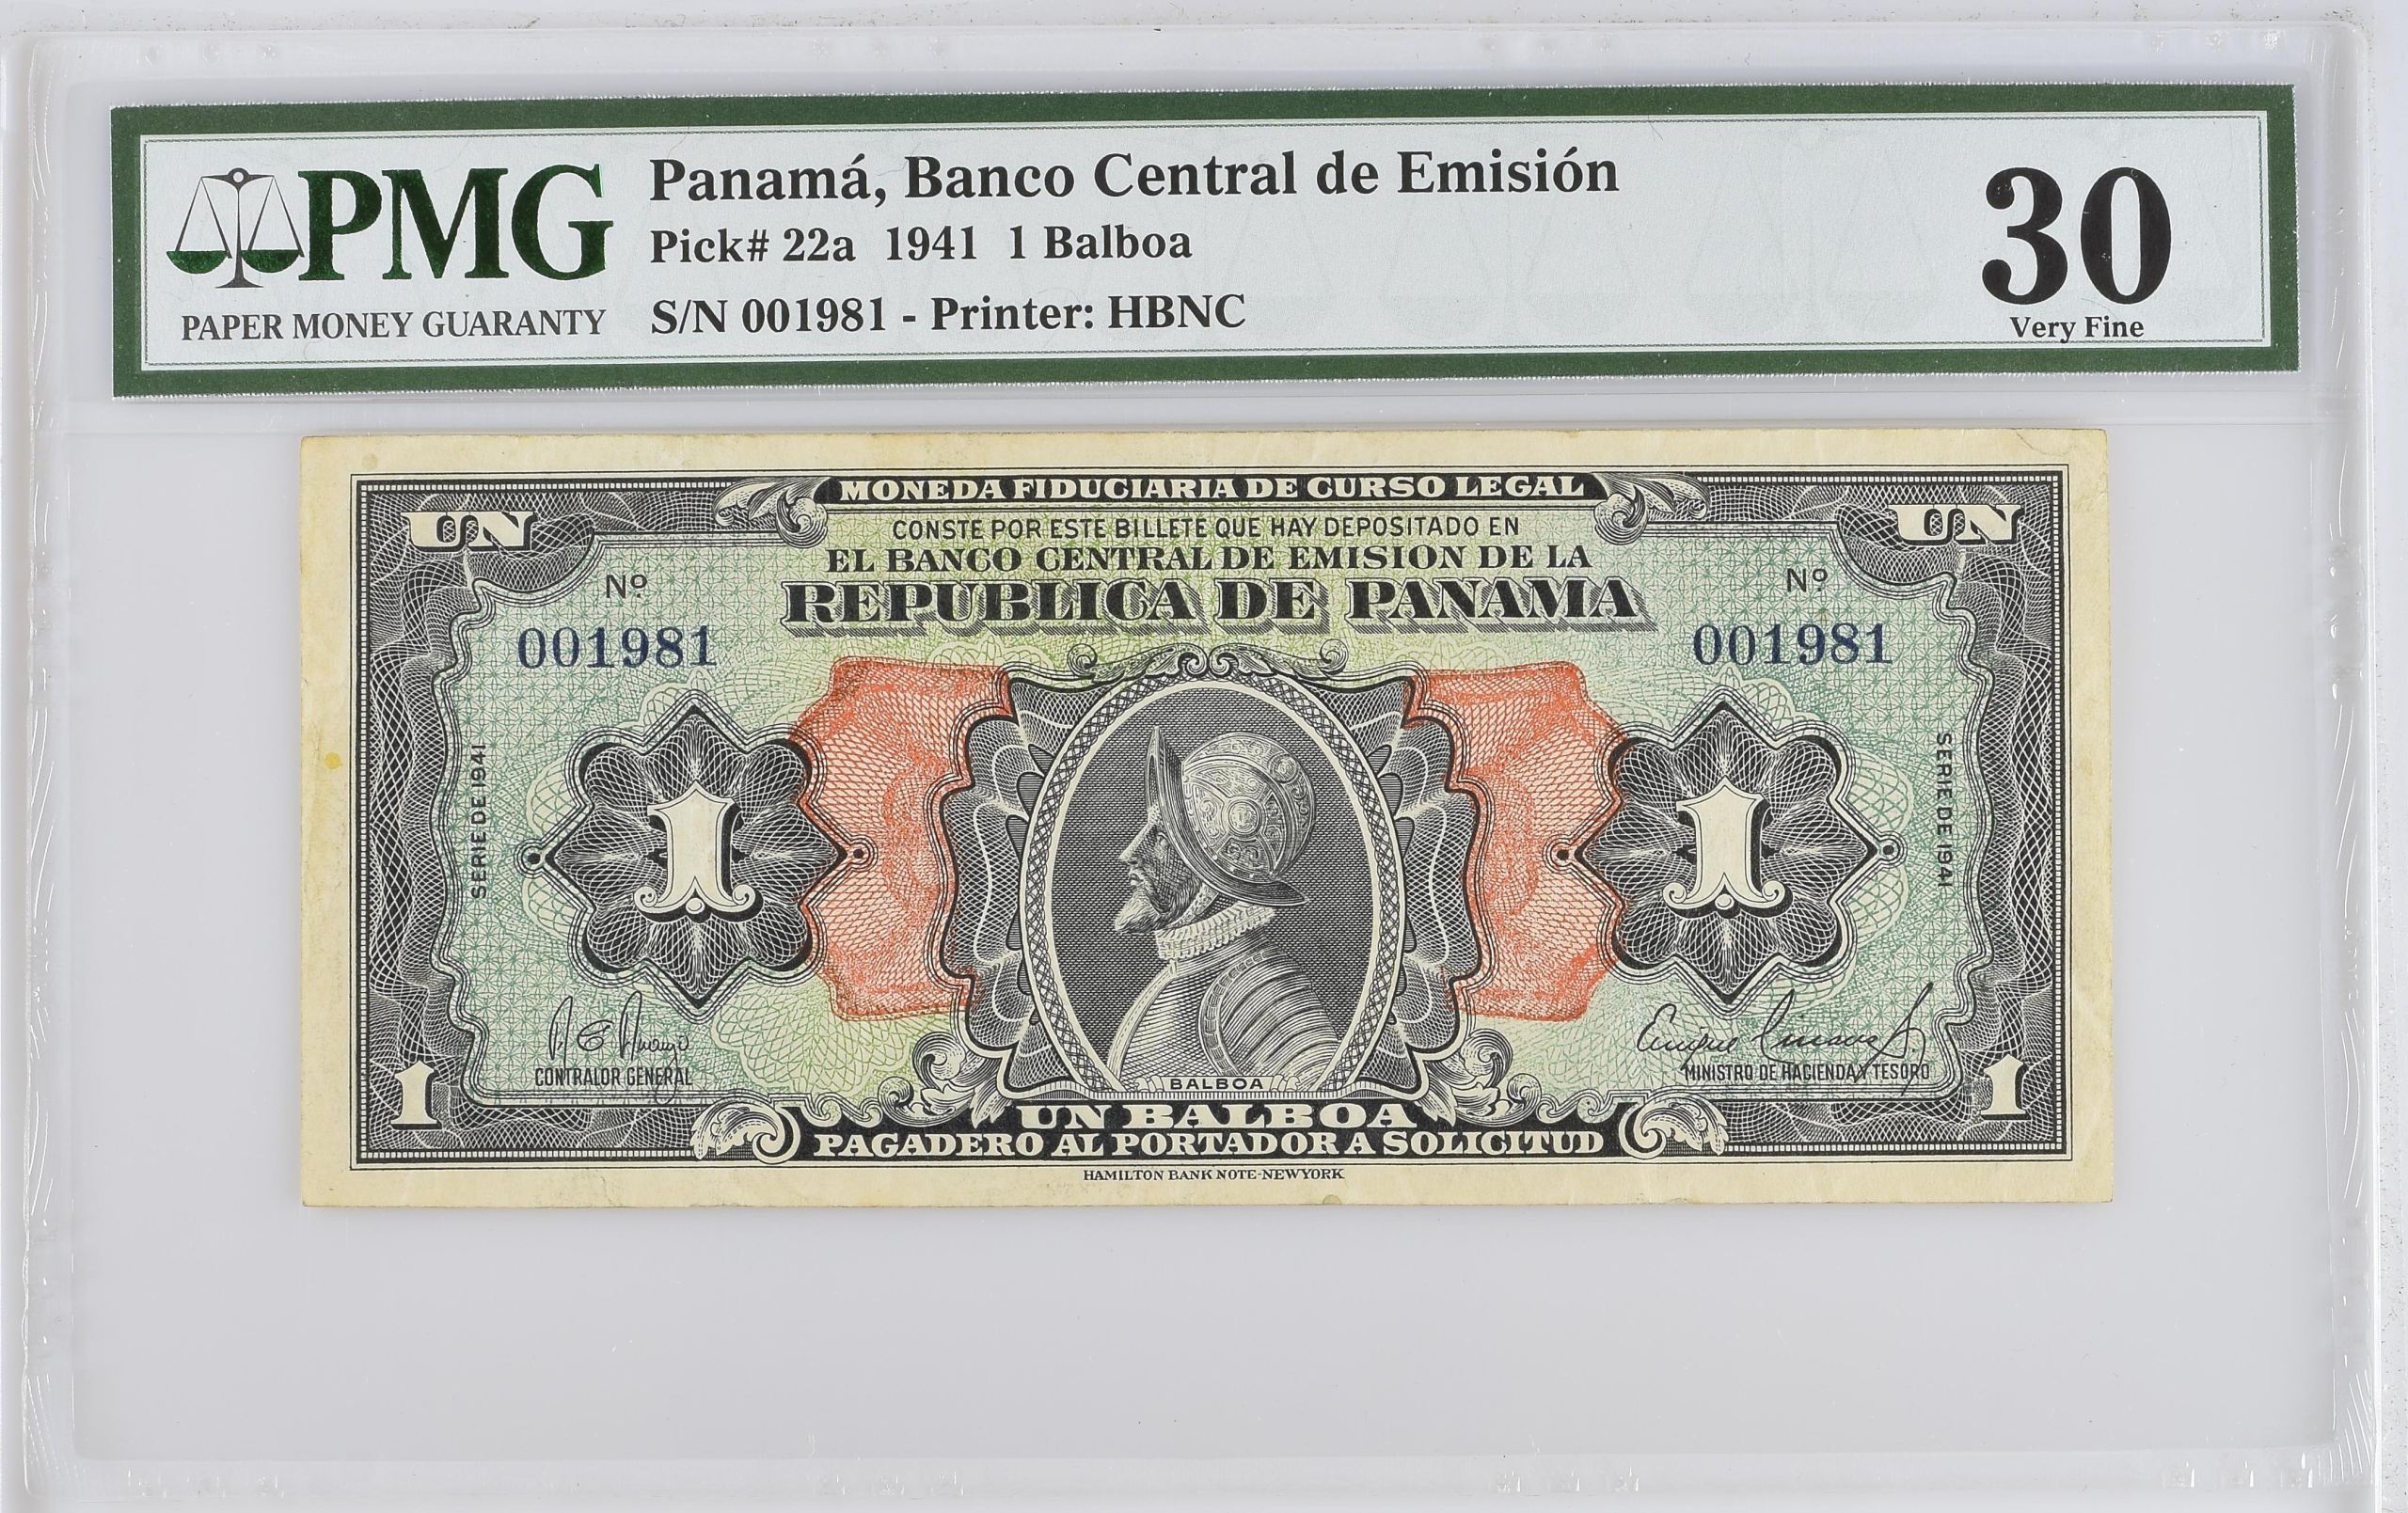 PMG
PAPER MONEY GUARANTY
Panamá, Banco Central de Emisión
Pick# 22a 1941 1 Balboa
S/N 001981 - Printer: HBNC
30
Very Fine
MONEDA FIDUCIARIA DE CURSO LEGAL
UN
UN
CONSTE POR ESTE BILLETE QUE HAY DEPOSITADO EN
EL BANCO CENTRAL DE EMISION DE LA
REPUBLICA DE PANAMA
Nº
Nº
001981
001981
SERIE DE 1941
SERIE DE 1941
1
1
CONTRALOR GENERAL
MINISTRO DE HACIENDA Y TESORO
BALBOA
1
1
UN BALBOA
PAGADERO AL PORTADOR A SOLICITUD
HAMILTON BANK NOTE-NEW YORK